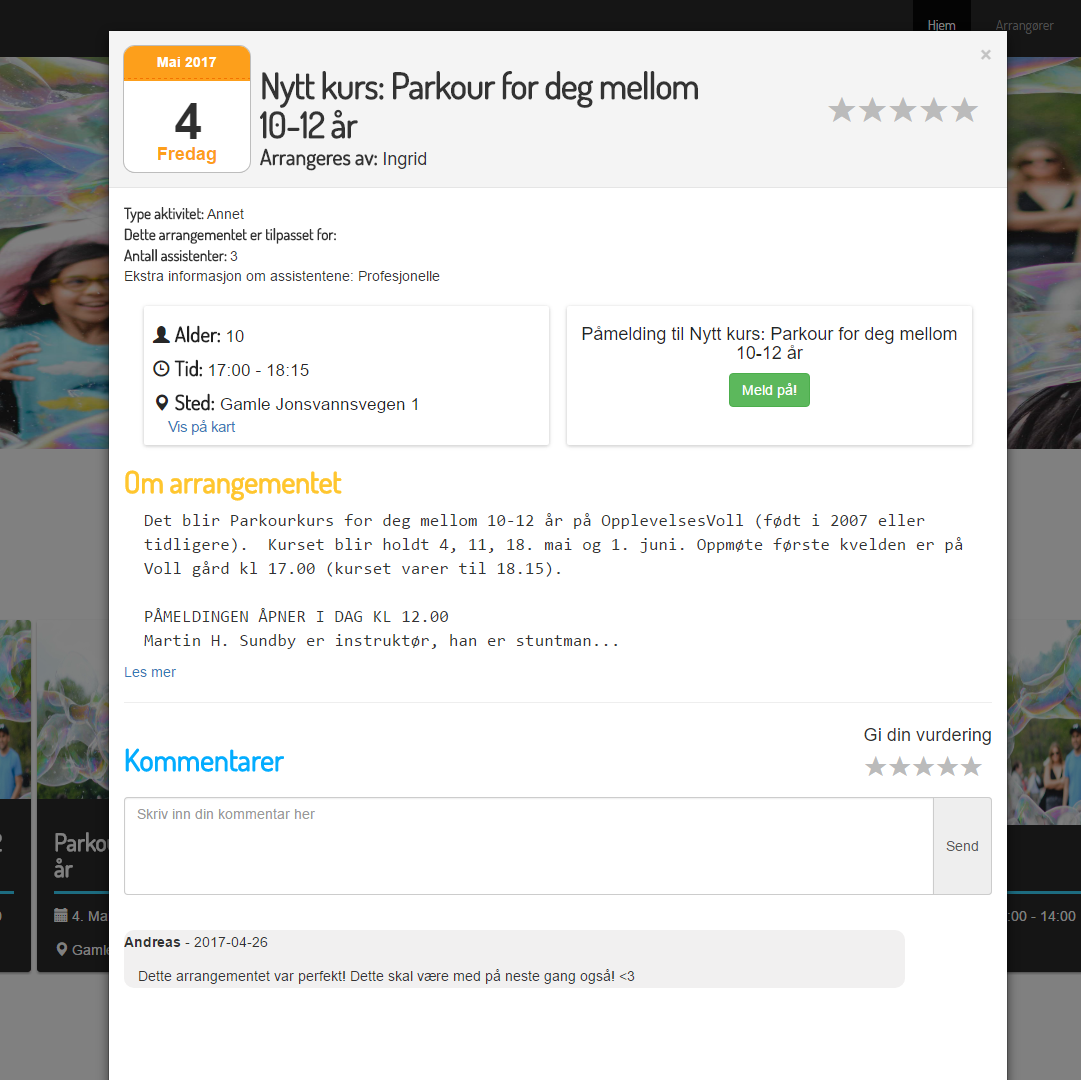 Hjem Arrangører
×
Mai 2017
4
Fredag
Nytt kurs: Parkour for deg mellom
10-12 år
Arrangeres av: Ingrid
Type aktivitet: Annet
Dette arrangementet er tilpasset for:
Antall assistenter: 3
Ekstra informasjon om assistentene: Profesjonelle
Alder: 10
Tid: 17:00 - 18:15
Sted: Gamle Jonsvannsvegen 1
Vis på kart
Påmelding til Nytt kurs: Parkour for deg mellom
10-12 år
Meld på!
Om arrangementet
Det blir Parkourkurs for deg mellom 10-12 år på OpplevelsesVoll (født i 2007 eller
tidligere).  Kurset blir holdt 4, 11, 18. mai og 1. juni. Oppmøte første kvelden er på
Voll gård kl 17.00 (kurset varer til 18.15).
PÅMELDINGEN ÅPNER I DAG KL 12.00
Martin H. Sundby er instruktør, han er stuntman...
Les mer
Gi din vurdering
Kommentarer
Skriv inn din kommentar her
Send
Andreas - 2017-04-26
Dette arrangementet var perfekt! Dette skal være med på neste gang også! <3
Parko
år
4. Ma
Gaml
:00 - 14:00